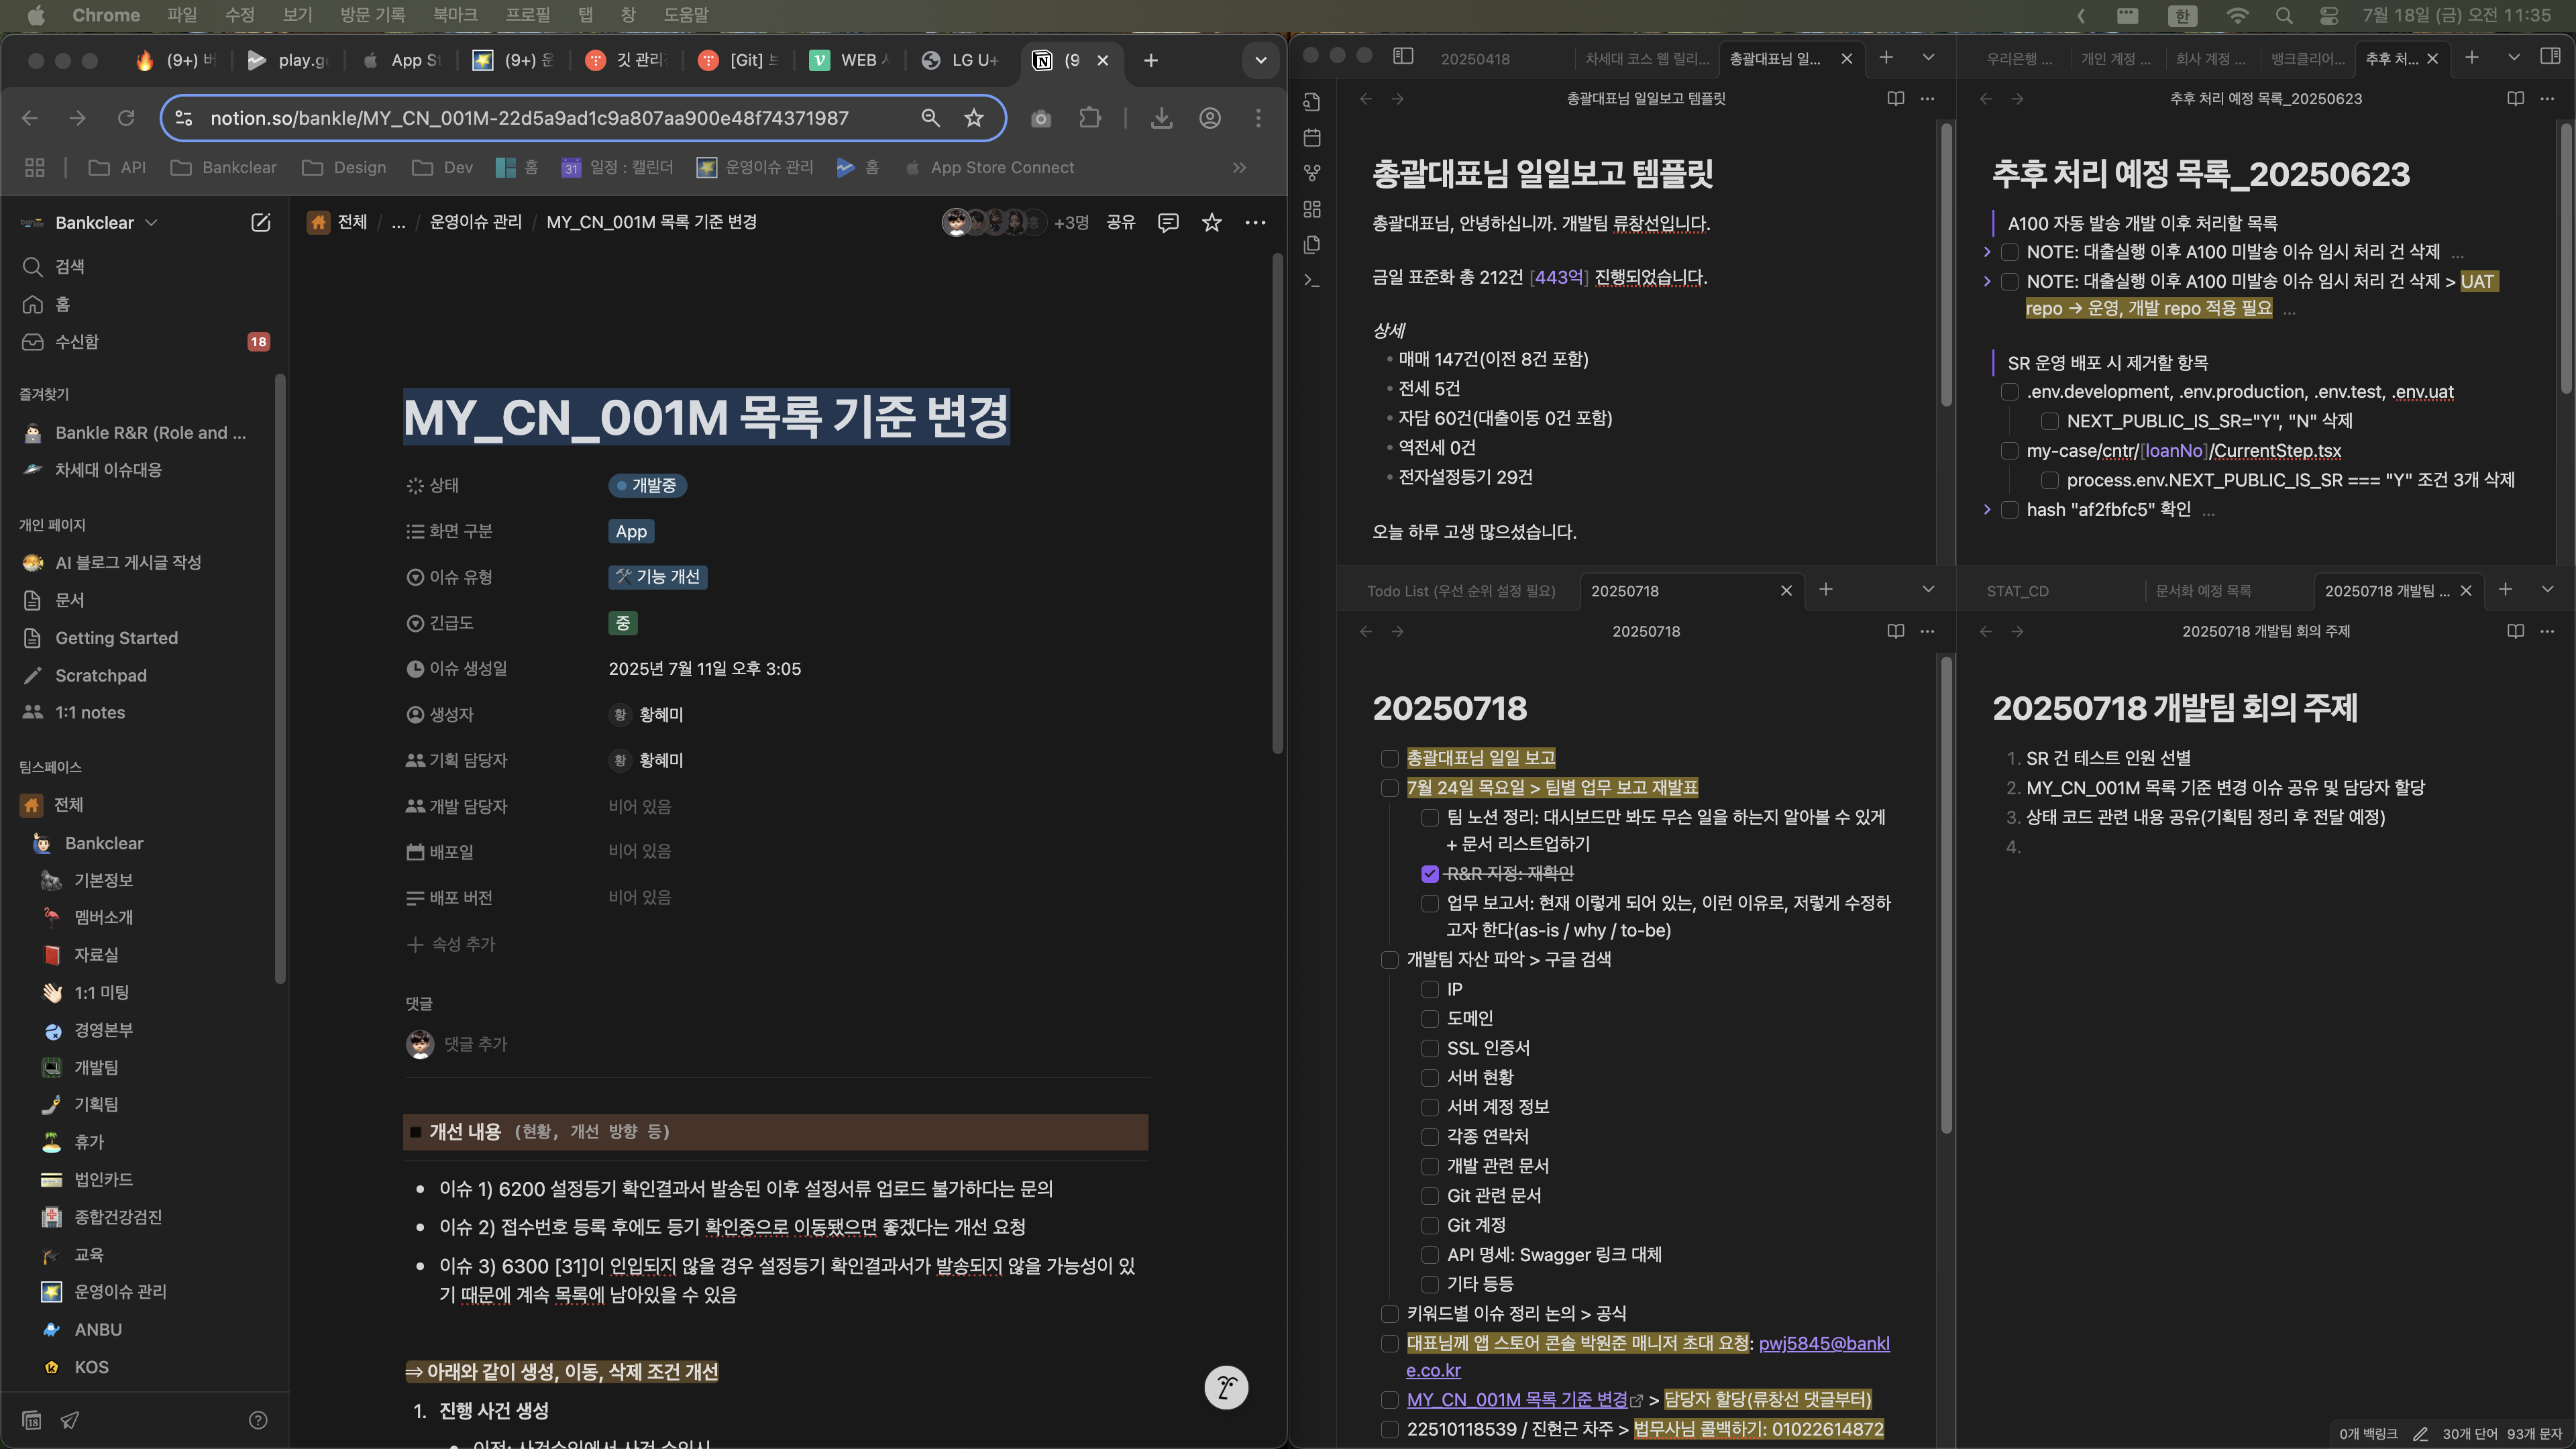 Chrome 파일 수정 보기 방문 기록 북마크 프로필 탭 창 도움말
한 7월 18일 (금) 오전 11:35
(9+) play.g App St (9+) 깃 관리 [Git] WEB LG U+ (9
notion.so/bankle/MY_CN_001M-22d5a9ad1c9a807aa900e48f74371987
API Bankclear Design Dev 홈 31 일정 : 캘린더 운영이슈 관리 홈 App Store Connect
Bankclear
검색
홈
수신함 18
즐겨찾기
Bankle R&R (Role and ...
차세대 이슈대응
개인 페이지
AI 블로그 게시글 작성
문서
Getting Started
Scratchpad
1:1 notes
팀스페이스
전체
Bankclear
기본정보
멤버소개
자료실
1:1 미팅
경영본부
개발팀
기획팀
휴가
법인카드
종합건강검진
교육
운영이슈 관리
ANBU
KOS
18
전체 / ... / 운영이슈 관리 / MY_CN_001M 목록 기준 변경
+3명 공유
MY_CN_001M 목록 기준 변경
상태 개발중
화면 구분 App
이슈 유형 🛠 기능 개선
긴급도 중
이슈 생성일 2025년 7월 11일 오후 3:05
생성자 황 황혜미
기획 담당자 황 황혜미
개발 담당자 비어 있음
배포일 비어 있음
배포 버전 비어 있음
+ 속성 추가
댓글
댓글 추가
■ 개선 내용 (현황, 개선 방향 등)
• 이슈 1) 6200 설정등기 확인결과서 발송된 이후 설정서류 업로드 불가하다는 문의
• 이슈 2) 접수번호 등록 후에도 등기 확인중으로 이동됐으면 좋겠다는 개선 요청
• 이슈 3) 6300 [31]이 인입되지 않을 경우 설정등기 확인결과서가 발송되지 않을 가능성이 있
기 때문에 계속 목록에 남아있을 수 있음
⇒ 아래와 같이 생성, 이동, 삭제 조건 개선
1. 진행 사건 생성
20250418 차세대 코스 웹 릴리... 총괄대표님 일...
총괄대표님 일일보고 템플릿
총괄대표님 일일보고 템플릿
총괄대표님, 안녕하십니까. 개발팀 류창선입니다.
금일 표준화 총 212건 [443억] 진행되었습니다.
상세
• 매매 147건(이전 8건 포함)
• 전세 5건
• 자담 60건(대출이동 0건 포함)
• 역전세 0건
• 전자설정등기 29건
오늘 하루 고생 많으셨습니다.
우리은행 ... 개인 계정 ... 회사 계정 ... 뱅크클리어... 추후 처...
추후 처리 예정 목록_20250623
추후 처리 예정 목록_20250623
A100 자동 발송 개발 이후 처리할 목록
NOTE: 대출실행 이후 A100 미발송 이슈 임시 처리 건 삭제 ...
NOTE: 대출실행 이후 A100 미발송 이슈 임시 처리 건 삭제 > UAT
repo → 운영, 개발 repo 적용 필요 ...
SR 운영 배포 시 제거할 항목
.env.development, .env.production, .env.test, .env.uat
NEXT_PUBLIC_IS_SR="Y", "N" 삭제
my-case/cntr/[loanNo]/CurrentStep.tsx
process.env.NEXT_PUBLIC_IS_SR === "Y" 조건 3개 삭제
hash "af2fbfc5" 확인 ...
Todo List (우선 순위 설정 필요) 20250718
20250718
20250718
총괄대표님 일일 보고
7월 24일 목요일 > 팀별 업무 보고 재발표
팀 노션 정리: 대시보드만 봐도 무슨 일을 하는지 알아볼 수 있게
+ 문서 리스트업하기
R&R 지정: 재확인
업무 보고서: 현재 이렇게 되어 있는, 이런 이유로, 저렇게 수정하
고자 한다(as-is / why / to-be)
개발팀 자산 파악 > 구글 검색
IP
도메인
SSL 인증서
서버 현황
서버 계정 정보
각종 연락처
개발 관련 문서
Git 관련 문서
Git 계정
API 명세: Swagger 링크 대체
기타 등등
키워드별 이슈 정리 논의 > 공식
대표님께 앱 스토어 콘솔 박원준 매니저 초대 요청: pwj5845@bankl
e.co.kr
MY_CN_001M 목록 기준 변경 > 담당자 할당(류창선 댓글부터)
22510118539 / 진현근 차주 > 법무사님 콜백하기: 01022614872
STAT_CD 문서화 예정 목록 20250718 개발팀 ...
20250718 개발팀 회의 주제
20250718 개발팀 회의 주제
1. SR 건 테스트 인원 선별
2. MY_CN_001M 목록 기준 변경 이슈 공유 및 담당자 할당
3. 상태 코드 관련 내용 공유(기획팀 정리 후 전달 예정)
4.
0개 백링크 30개 단어 93개 문자